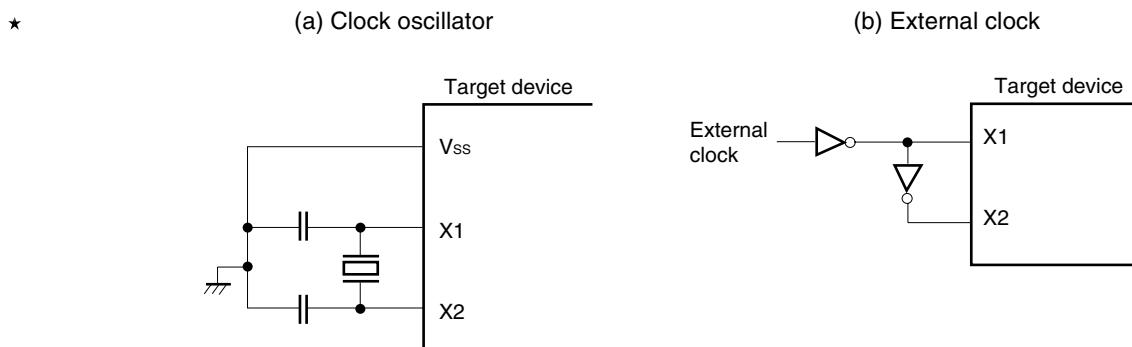 ★
(a) Clock oscillator
(b) External clock
Target device
VSS
X1
X2
Target device
External
clock
X1
X2